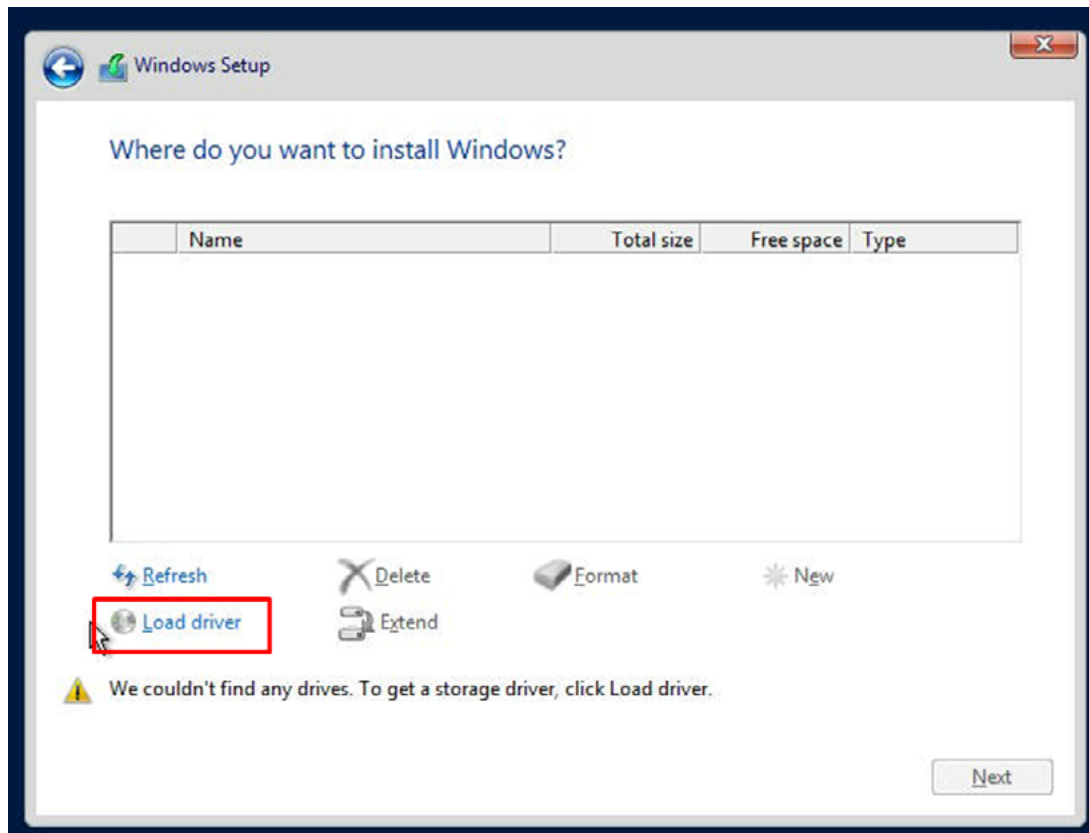 Windows Setup
Where do you want to install Windows?
Name Total size Free space Type
Refresh Delete Format New
Load driver Extend
We couldn't find any drives. To get a storage driver, click Load driver.
Next